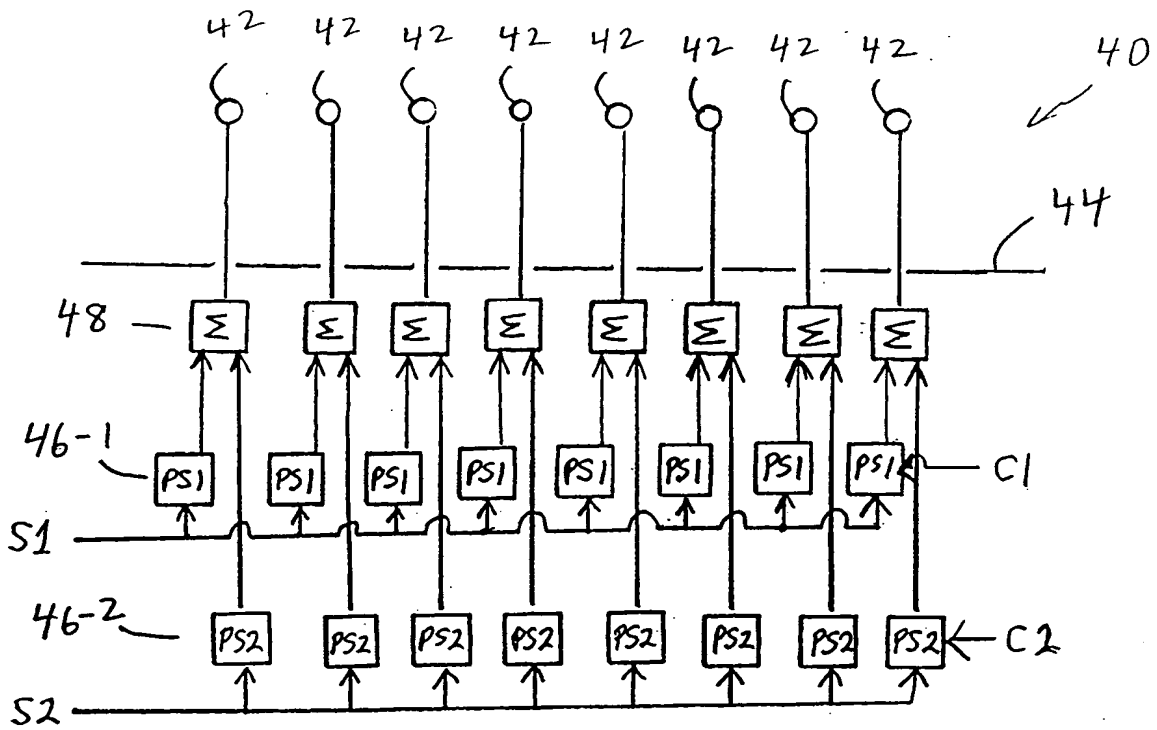 42 42 42 42 42 42 42 42
40
44
48 Σ Σ Σ Σ Σ Σ Σ Σ
46-1
PS1 PS1 PS1 PS1 PS1 PS1 PS1 PS1 C1
S1
46-2
PS2 PS2 PS2 PS2 PS2 PS2 PS2 PS2 C2
S2